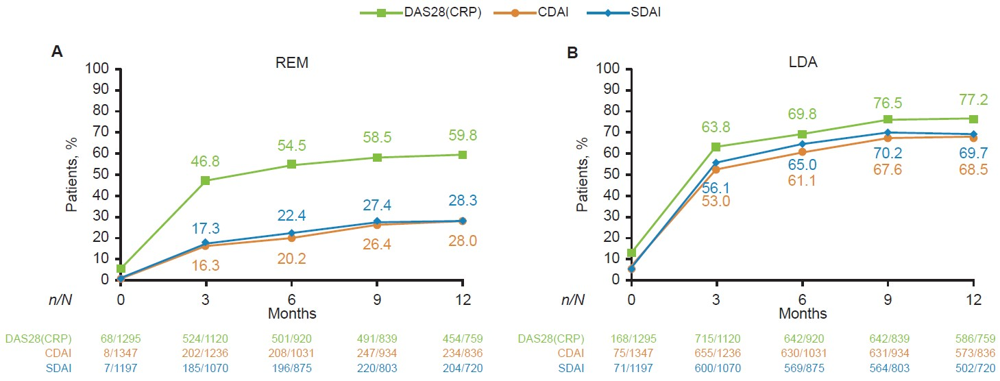 DAS28(CRP) CDAI SDAI
A
REM
100
90
80
70
60
50
40
30
20
10
0
Patients, %
46.8
54.5
58.5
59.8
17.3
22.4
27.4
28.3
16.3
20.2
26.4
28.0
n/N 0 3 6 9 12
Months
DAS28(CRP) 68/1295 524/1120 501/920 491/839 454/759
CDAI 8/1347 202/1236 208/1031 247/934 234/836
SDAI 7/1197 185/1070 196/875 220/803 204/720
B
LDA
100
90
80
70
60
50
40
30
20
10
0
Patients, %
63.8
69.8
76.5
77.2
56.1
65.0
70.2
69.7
53.0
61.1
67.6
68.5
n/N 0 3 6 9 12
Months
DAS28(CRP) 168/1295 715/1120 642/920 642/839 586/759
CDAI 75/1347 655/1236 630/1031 631/934 573/836
SDAI 71/1197 600/1070 569/875 564/803 502/720